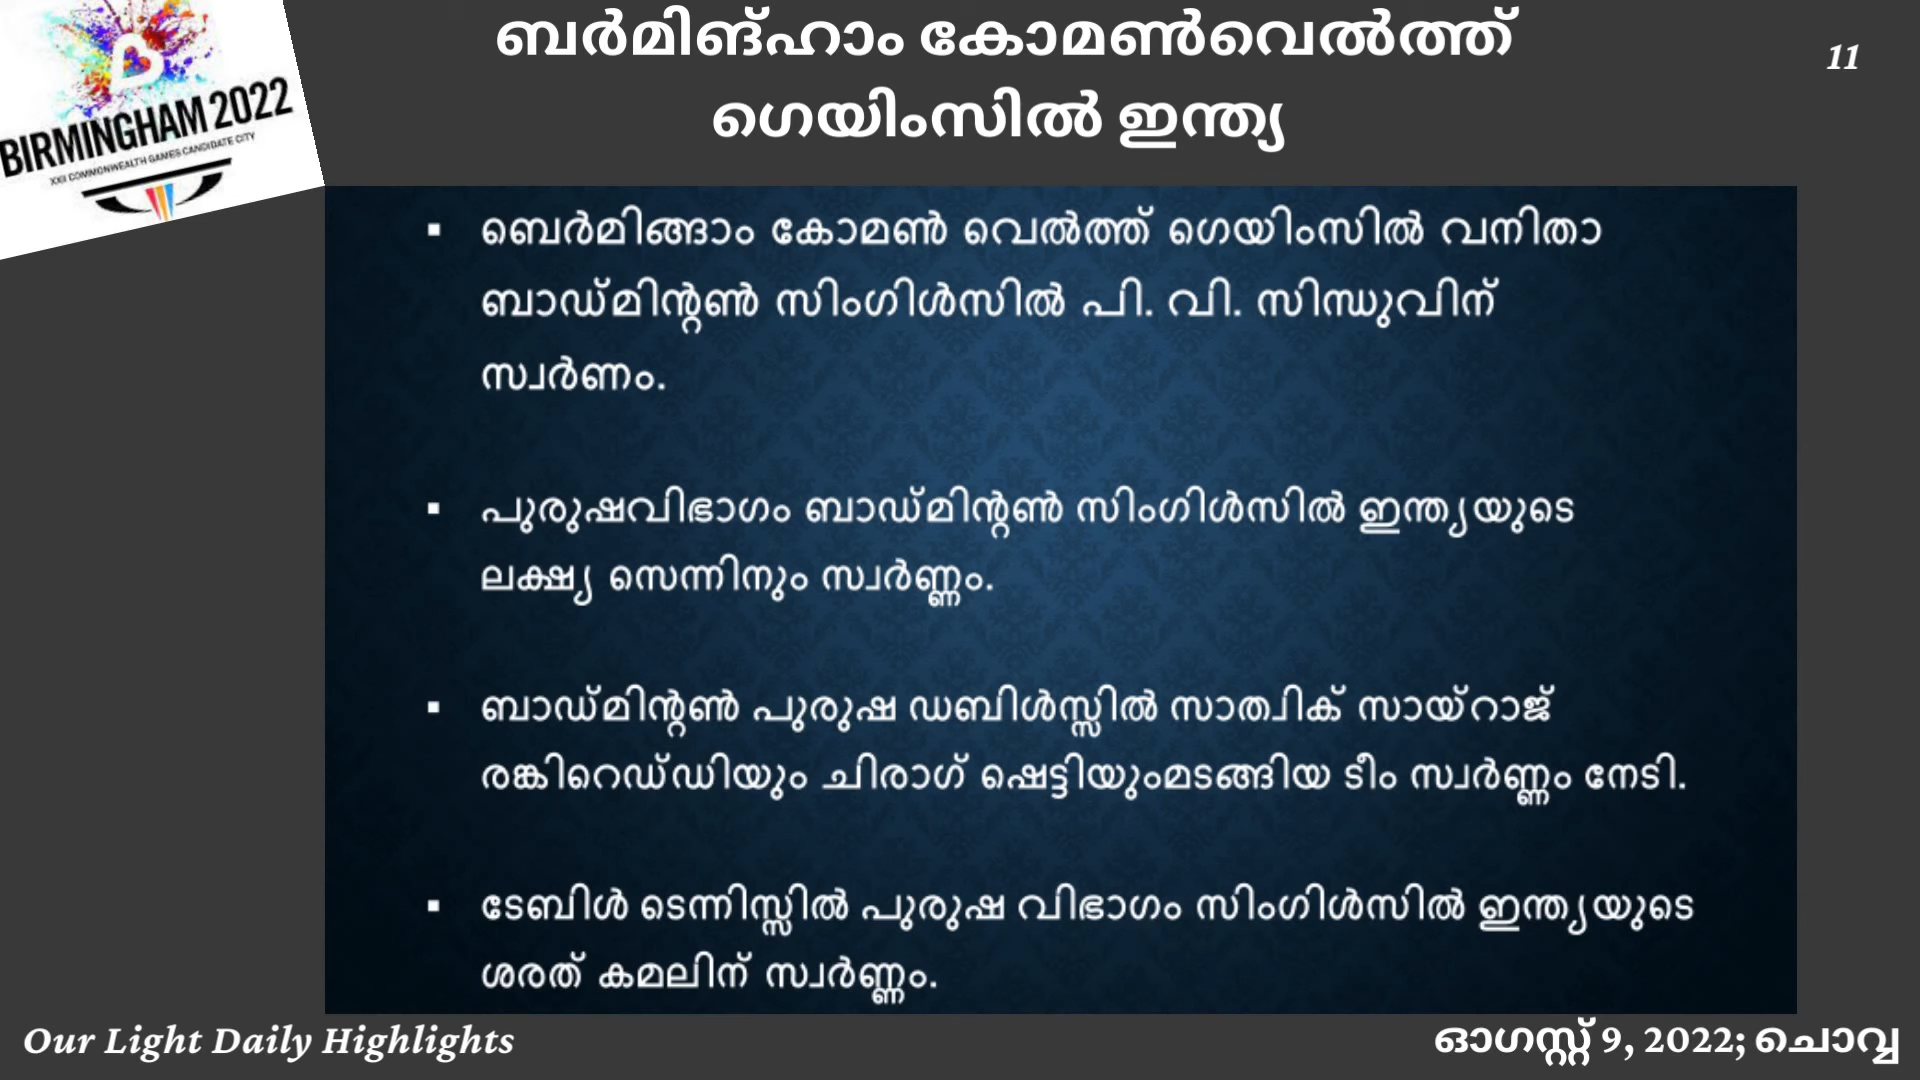 BIRMINGHAM 2022
XXII COMMONWEALTH GAMES CANDIDATE CITY
ബർമിങ്ഹാം കോമൺവെൽത്ത്
ഗെയിംസിൽ ഇന്ത്യ
11
▪ ബെർമിങ്ങാം കോമൺ വെൽത്ത് ഗെയിംസിൽ വനിതാ
ബാഡ്മിന്റൺ സിംഗിൾസിൽ പി. വി. സിന്ധുവിന്
സ്വർണം.
▪ പുരുഷവിഭാഗം ബാഡ്മിന്റൺ സിംഗിൾസിൽ ഇന്ത്യയുടെ
ലക്ഷ്യ സെന്നിനും സ്വർണ്ണം.
▪ ബാഡ്മിന്റൺ പുരുഷ ഡബിൾസ്സിൽ സാത്വിക് സായ്റാജ്
രങ്കിറെഡ്ഡിയും ചിരാഗ് ഷെട്ടിയുംമടങ്ങിയ ടീം സ്വർണ്ണം നേടി.
▪ ടേബിൾ ടെന്നിസ്സിൽ പുരുഷ വിഭാഗം സിംഗിൾസിൽ ഇന്ത്യയുടെ
ശരത് കമലിന് സ്വർണ്ണം.
Our Light Daily Highlights
ഓഗസ്റ്റ് 9, 2022; ചൊവ്വ